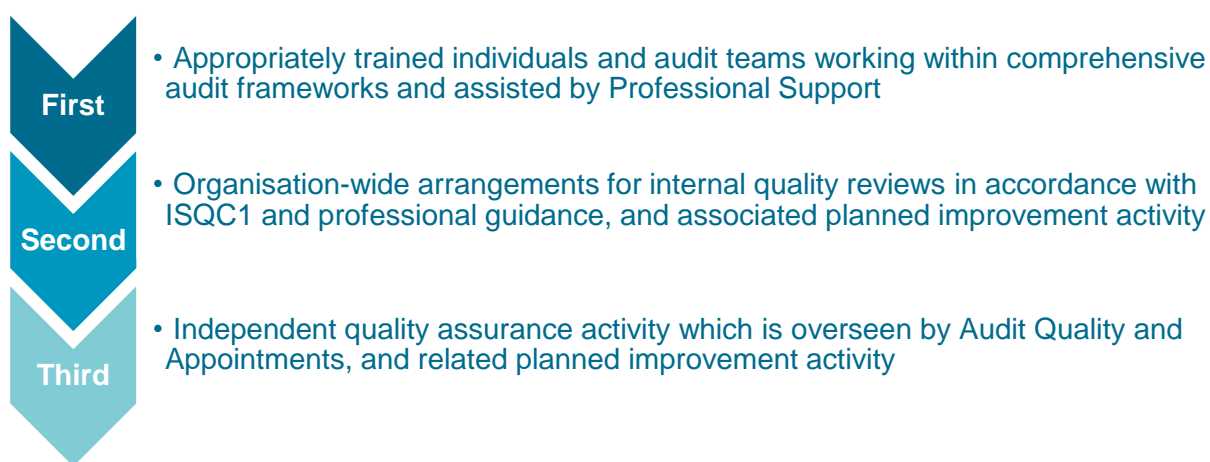 First
• Appropriately trained individuals and audit teams working within comprehensive
audit frameworks and assisted by Professional Support
Second
• Organisation-wide arrangements for internal quality reviews in accordance with
ISQC1 and professional guidance, and associated planned improvement activity
Third
• Independent quality assurance activity which is overseen by Audit Quality and
Appointments, and related planned improvement activity